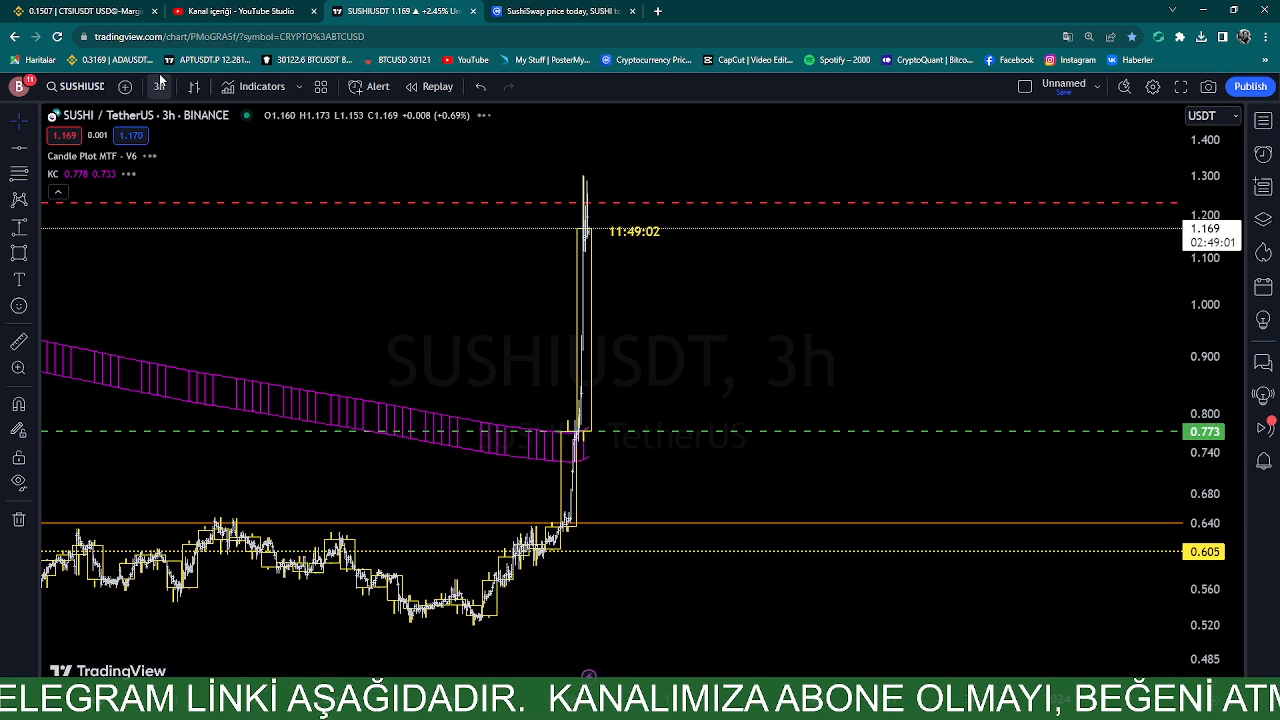 0.1507 | CTSIUSDT USD©-Margi
Kanal içeriği - YouTube Studio
SUSHIUSDT 1.169 ▲ +2.45% Un
SushiSwap price today, SUSHI to
tradingview.com/chart/PMoGRA5f/?symbol=CRYPTO%3ABTCUSD
Haritalar
0.3169 | ADAUSDT...
APTUSDT.P 12.281...
30122.6 BTCUSDT B...
BTCUSD 30121
YouTube
My Stuff | PosterMy...
Cryptocurrency Pric...
CapCut | Video Edit...
Spotify – 2000
CryptoQuant | Bitco...
Facebook
Instagram
Haberler
B 11
SUSHIUSD
3h
Indicators
Alert
Replay
Unnamed
Save
Publish
SUSHI / TetherUS · 3h · BINANCE
O1.160 H1.173 L1.153 C1.169 +0.008 (+0.69%)
USDT
1.169 0.001 1.170
Candle Plot MTF - V6
KC 0.778 0.733
1.400
1.300
1.200
11:49:02
1.169
02:49:01
1.100
1.000
0.900
SUSHIUSDT, 3h
0.800
0.773
0.740
0.680
0.640
0.605
0.560
0.520
0.485
TradingView
ELEGRAM LİNKİ AŞAĞIDADIR. KANALIMIZA ABONE OLMAYI, BEĞENİ ATM